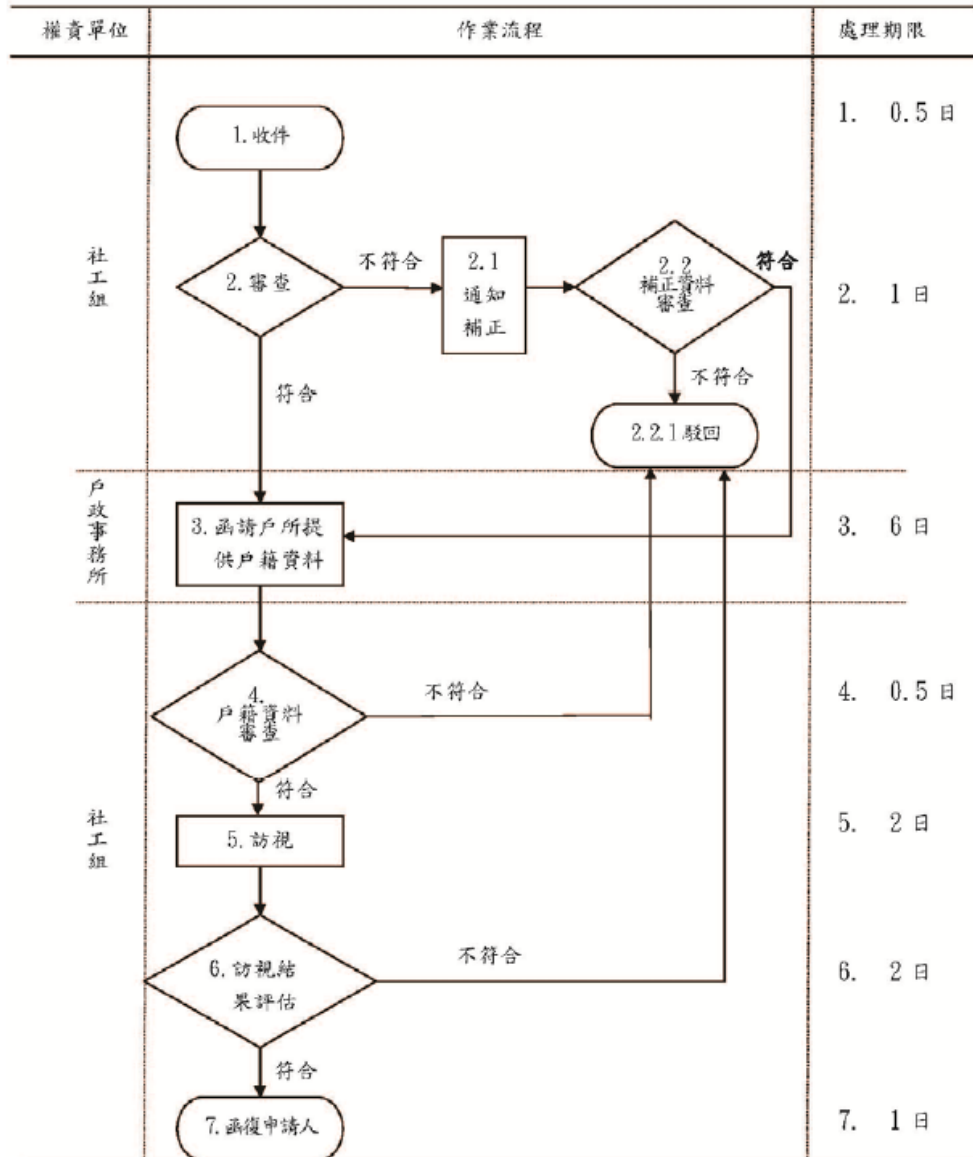 權責單位
作業流程
處理期限
1.收件
1. 0.5日
社工組
2.審查
不符合
2.1
通知
補正
2.2
補正資料
審查
符合
2. 1日
符合
不符合
2.2.1駁回
戶政事務所
3.函請戶所提
供戶籍資料
3. 6日
4.
戶籍資料
審查
不符合
4. 0.5日
符合
社工組
5.訪視
5. 2日
6.訪視結
果評估
不符合
6. 2日
符合
7.函復申請人
7. 1日